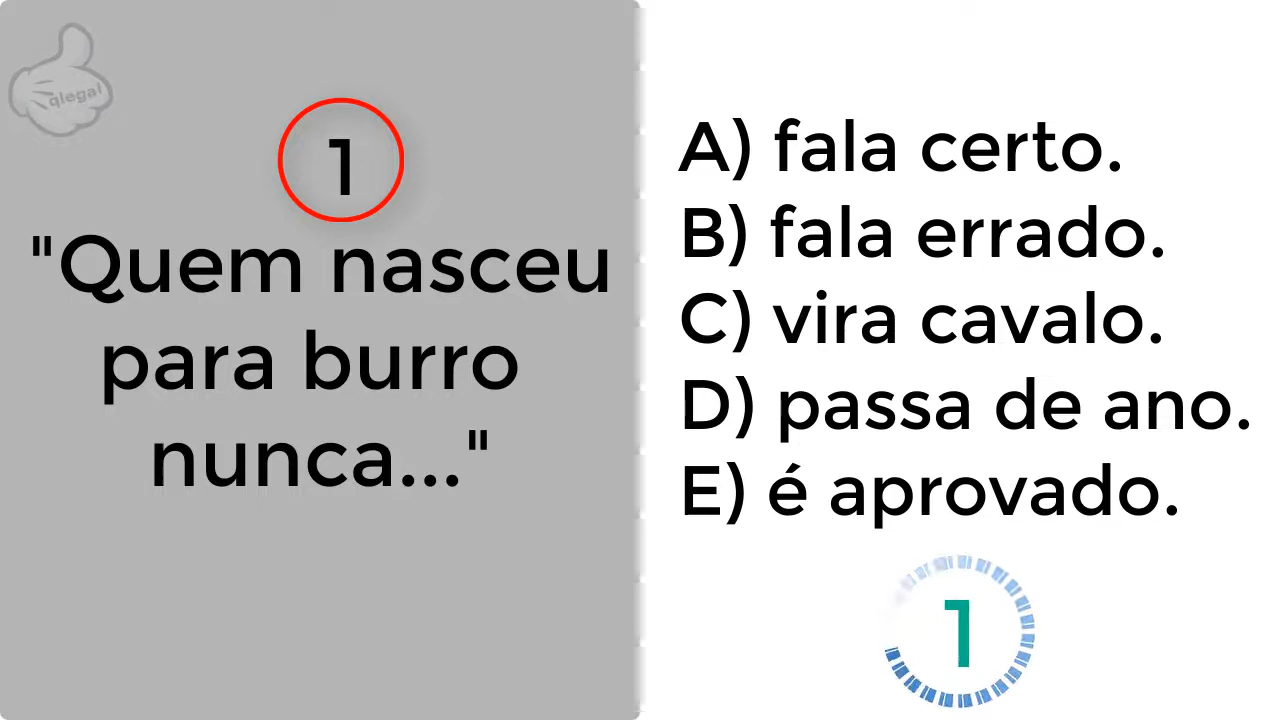 qlegal
1
"Quem nasceu
para burro
nunca..."
A) fala certo.
B) fala errado.
C) vira cavalo.
D) passa de ano.
E) é aprovado.
1